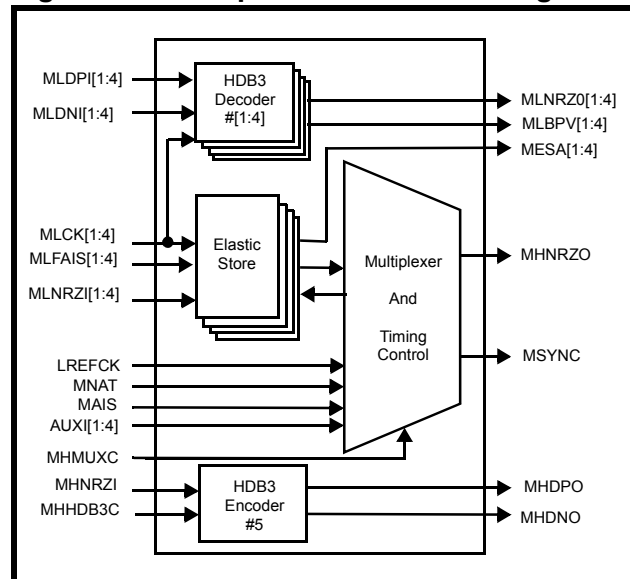 MLDPI[1:4]
MLDNI[1:4]
HDB3
Decoder
#[1:4]
MLNRZ0[1:4]
MLBPV[1:4]
MESA[1:4]
MLCK[1:4]
MLFAIS[1:4]
MLNRZI[1:4]
Elastic
Store
Multiplexer
And
Timing
Control
MHNRZO
MSYNC
LREFCK
MNAT
MAIS
AUXI[1:4]
MHMUXC
MHNRZI
MHHDB3C
HDB3
Encoder
#5
MHDPO
MHDNO